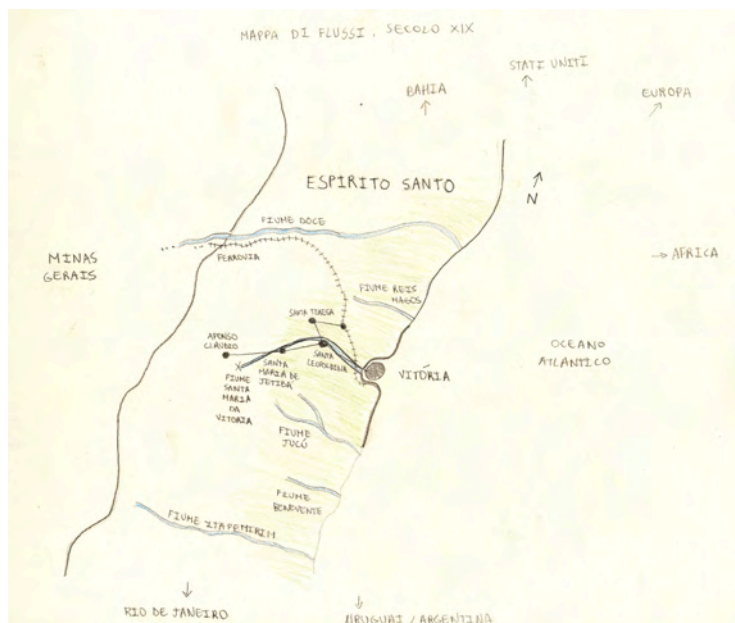 MAPPA DI FLUSSI. SECOLO XIX
STATI UNITI
BAHIA
EUROPA
ESPIRITO SANTO
N
FIUME DOCE
MINAS
GERAIS
FERROVIA
AFRICA
FIUME REIS
MAGOS
SANTA TERESA
AFONSO
CLAUDIO
SANTA
LEOPOLDINA
OCEANO
ATLANTICO
SANTA
MARIA DE
JETIBÁ
VITÓRIA
FIUME
SANTA
MARIA
DA
VITORIA
FIUME
JUCÚ
FIUME
BENEVENTE
FIUME ITAPEMIRIM
RIO DE JANEIRO
URUGUAI / ARGENTINA